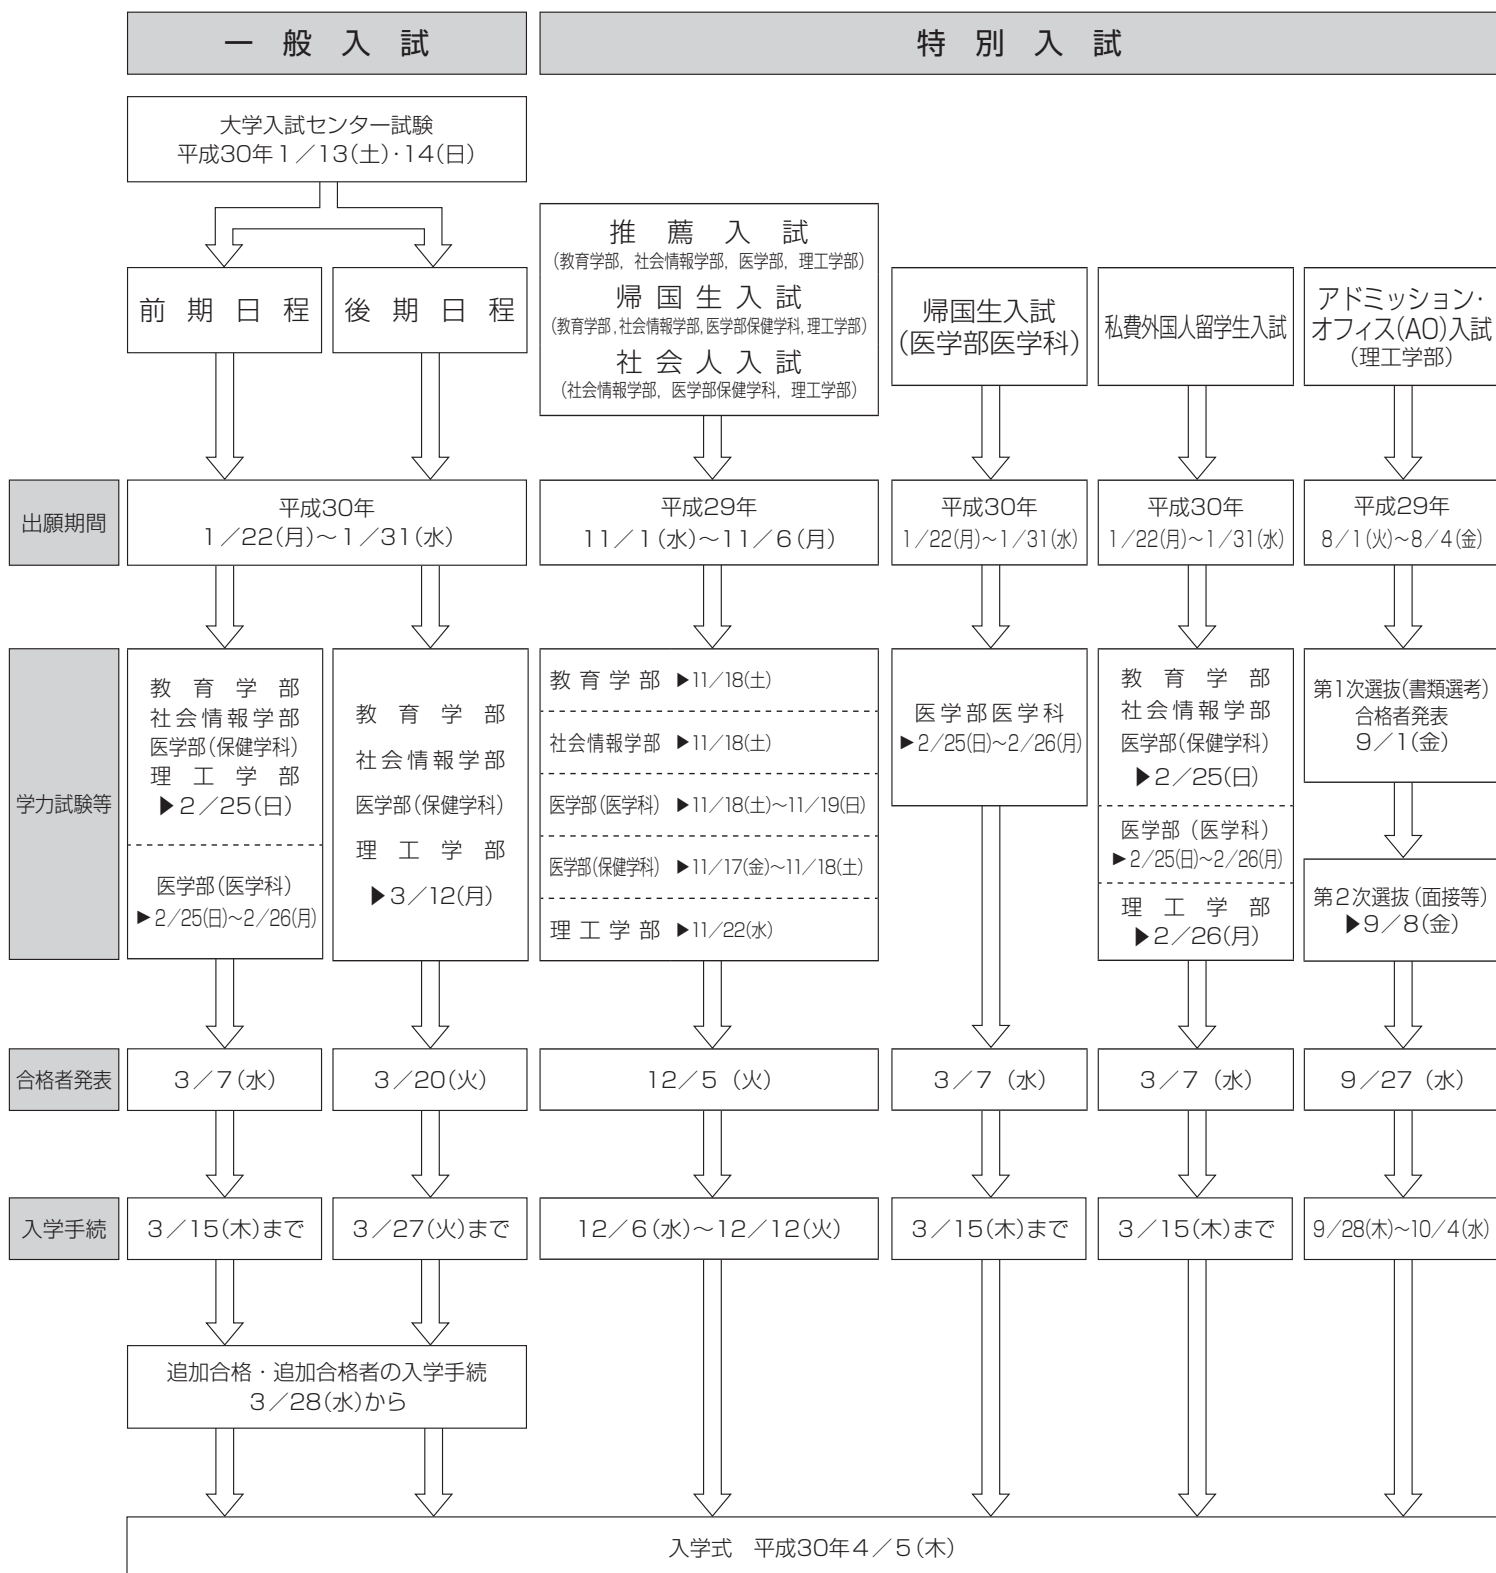 一般入試
特別入試
大学入試センター試験
平成30年1／13(土)・14(日)
前期日程
後期日程
推薦入試
(教育学部，社会情報学部，医学部，理工学部)
帰国生入試
(教育学部，社会情報学部，医学部保健学科，理工学部)
社会人入試
(社会情報学部，医学部保健学科，理工学部)
帰国生入試
(医学部医学科)
私費外国人留学生入試
アドミッション・
オフィス(AO)入試
(理工学部)
出願期間
平成30年
1／22(月)～1／31(水)
平成29年
11／1(水)～11／6(月)
平成30年
1／22(月)～1／31(水)
平成30年
1／22(月)～1／31(水)
平成29年
8／1(火)～8／4(金)
学力試験等
教育学部
社会情報学部
医学部(保健学科)
理工学部
▶2／25(日)
医学部(医学科)
▶2／25(日)～2／26(月)
教育学部
社会情報学部
医学部(保健学科)
理工学部
▶3／12(月)
教育学部 ▶11／18(土)
社会情報学部 ▶11／18(土)
医学部(医学科) ▶11／18(土)～11／19(日)
医学部(保健学科) ▶11／17(金)～11／18(土)
理工学部 ▶11／22(水)
医学部医学科
▶2／25(日)～2／26(月)
教育学部
社会情報学部
医学部(保健学科)
▶2／25(日)
医学部(医学科)
▶2／25(日)～2／26(月)
理工学部
▶2／26(月)
第1次選抜(書類選考)
合格者発表
9／1(金)
第2次選抜(面接等)
▶9／8(金)
合格者発表
3／7(水)
3／20(火)
12／5(火)
3／7(水)
3／7(水)
9／27(水)
入学手続
3／15(木)まで
3／27(火)まで
12／6(水)～12／12(火)
3／15(木)まで
3／15(木)まで
9／28(木)～10／4(水)
追加合格・追加合格者の入学手続
3／28(水)から
入学式　平成30年4／5(木)